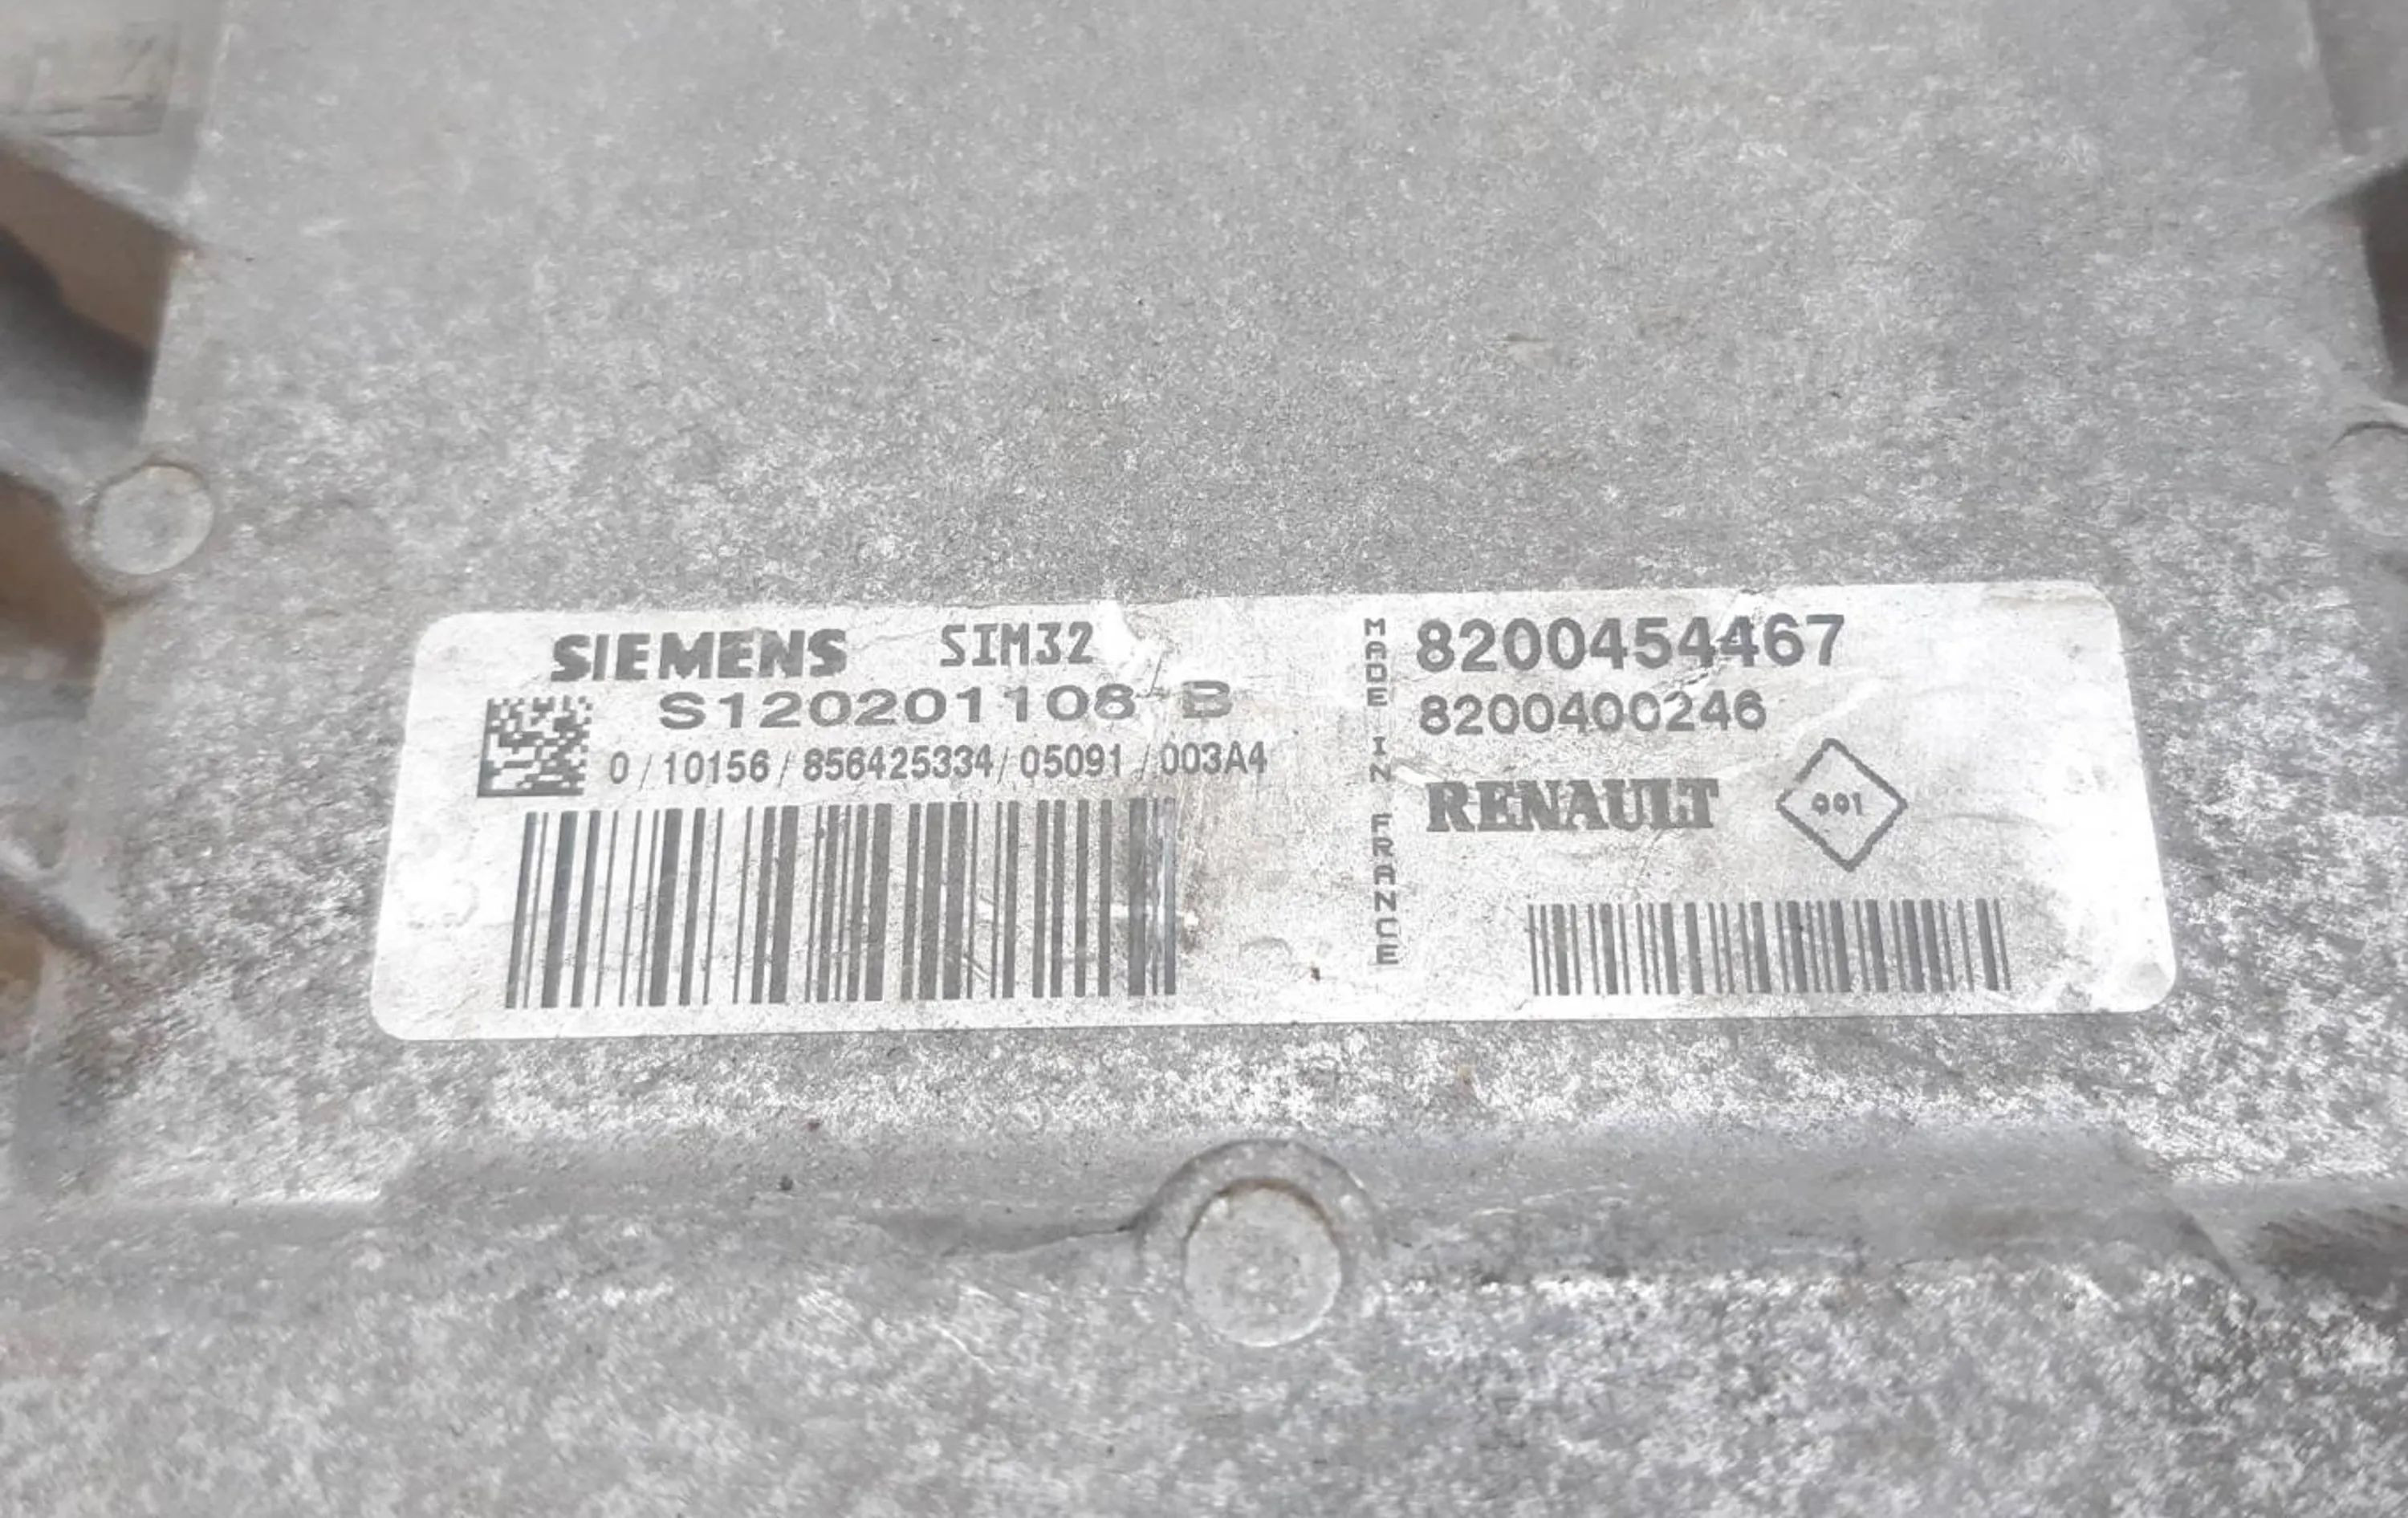 SIEMENS SIM32
S120201108 B
0/10156/856425334/05091/003A4
MADE IN FRANCE
8200454467
8200400246
RENAULT 001